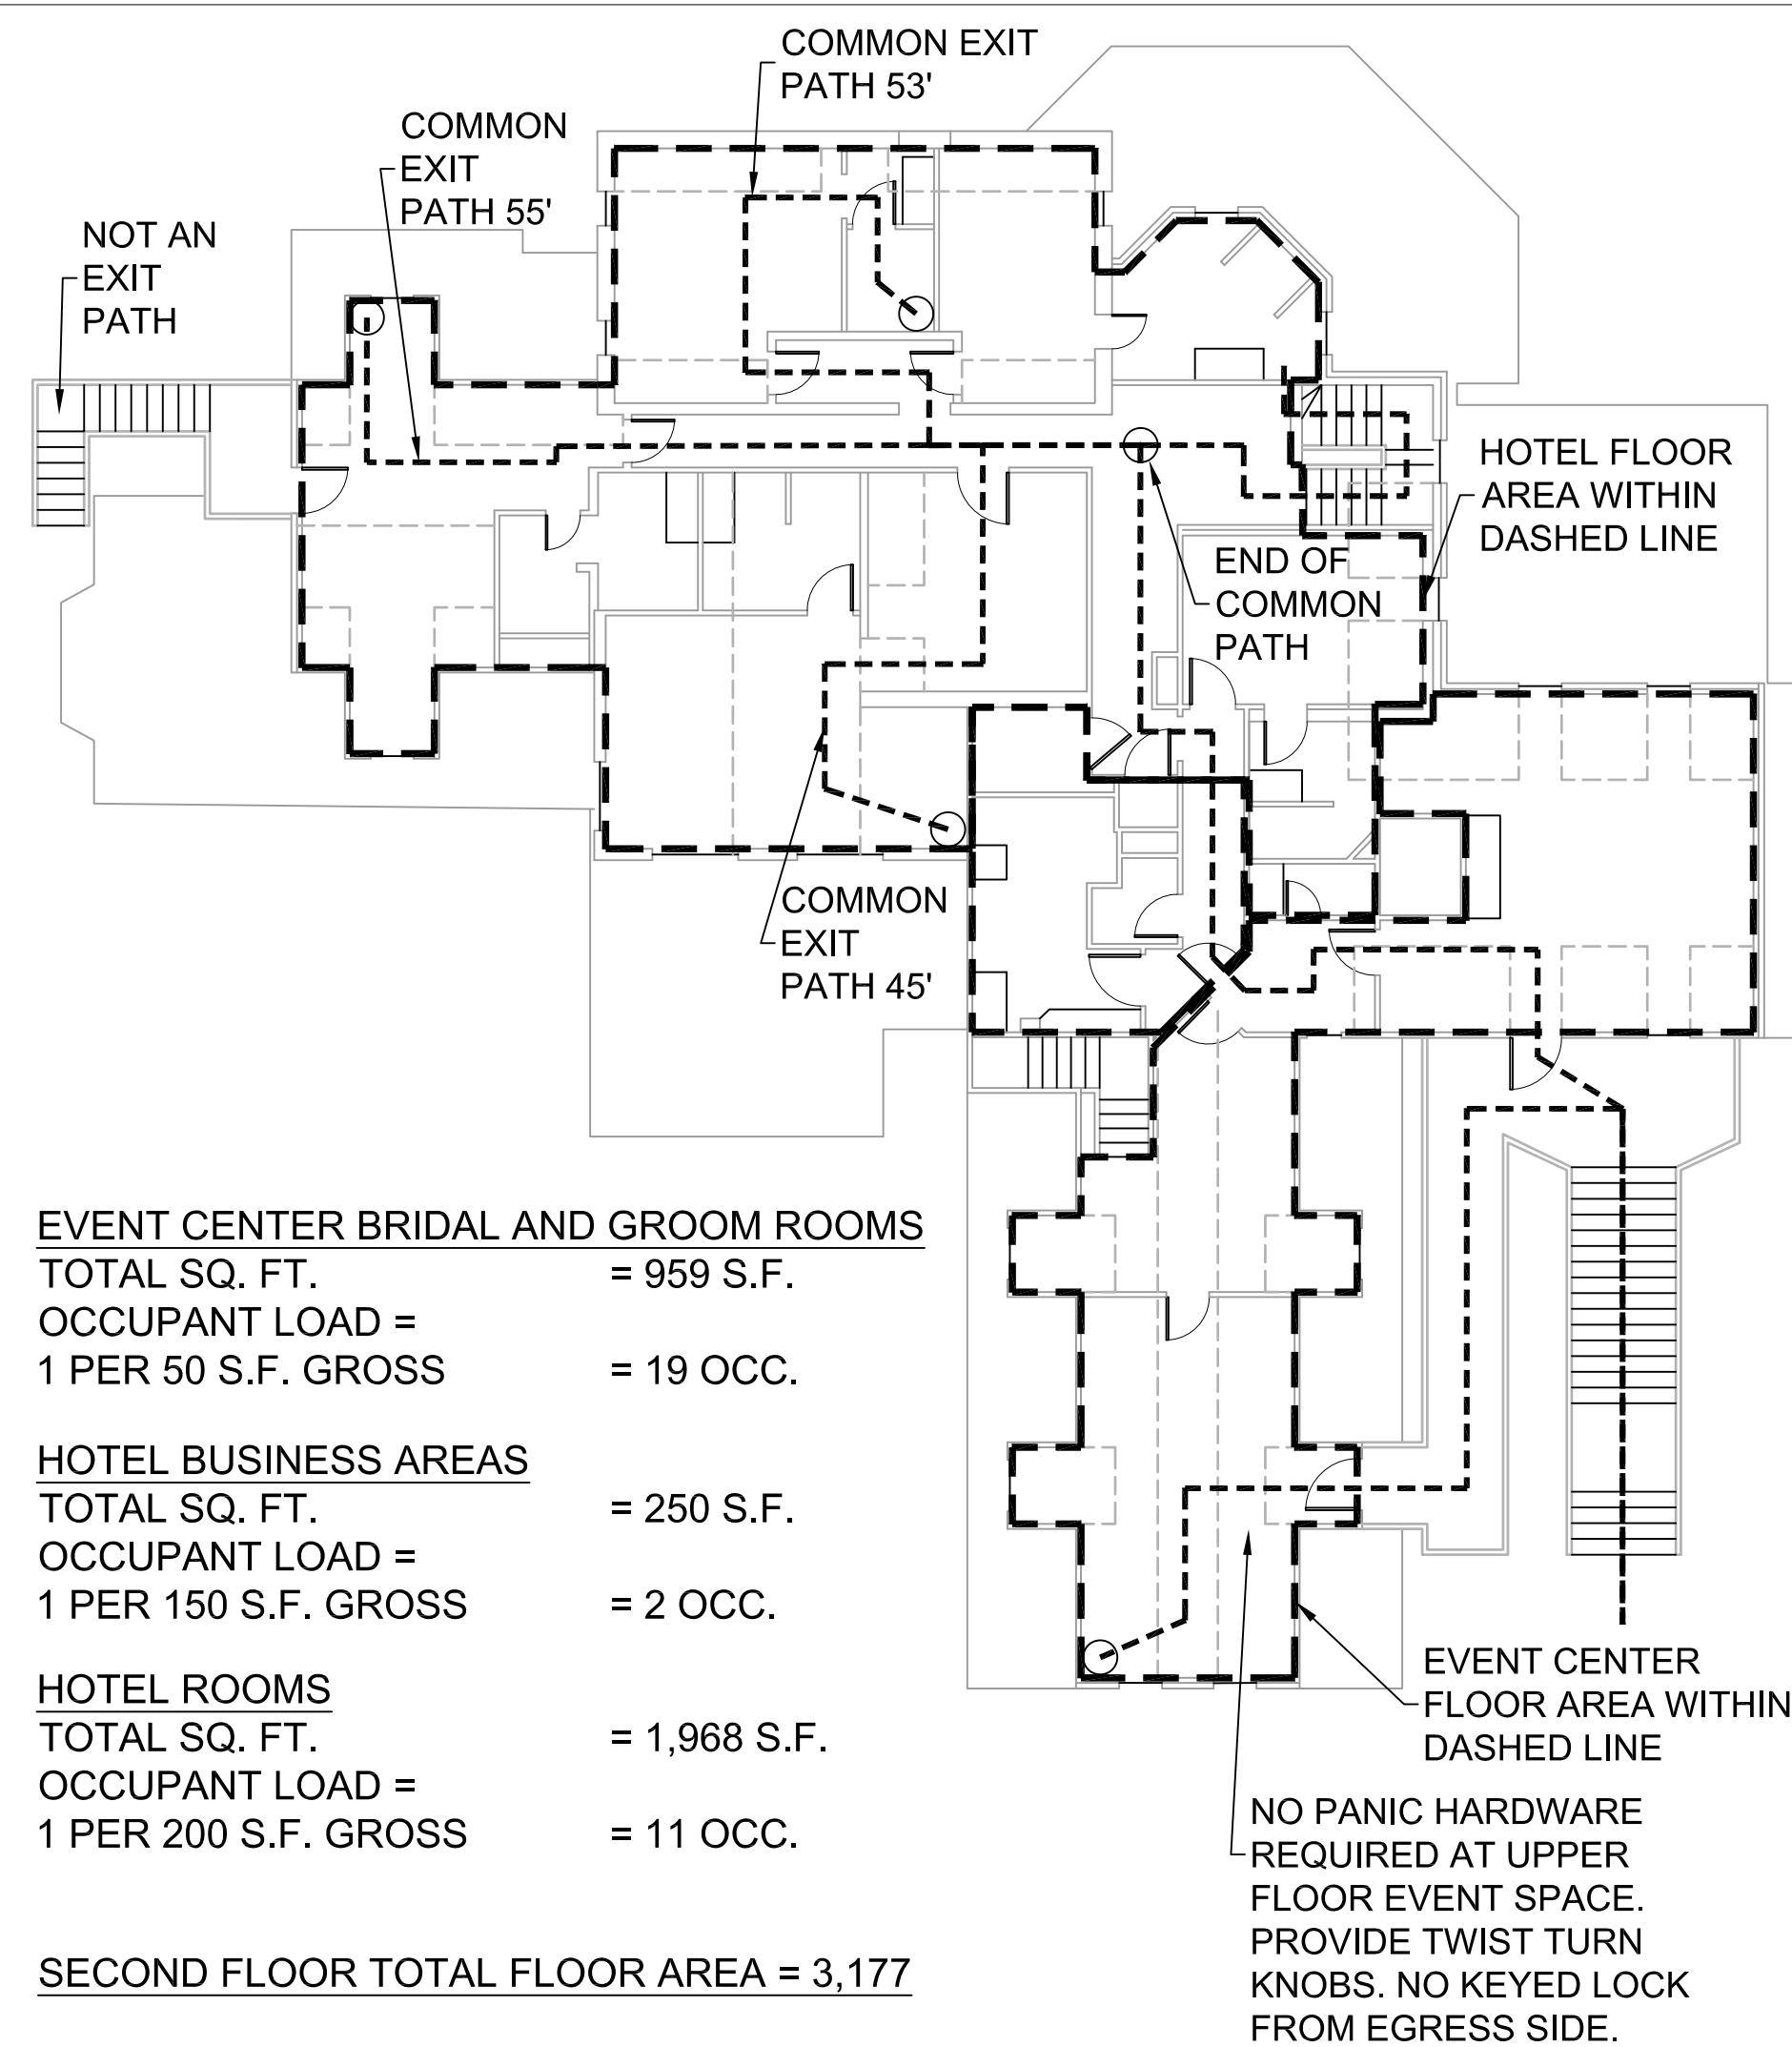 COMMON EXIT
PATH 53'
COMMON
EXIT
PATH 55'
NOT AN
EXIT
PATH
HOTEL FLOOR
AREA WITHIN
DASHED LINE
END OF
COMMON
PATH
COMMON
EXIT
PATH 45'
EVENT CENTER BRIDAL AND GROOM ROOMS
TOTAL SQ. FT. = 959 S.F.
OCCUPANT LOAD =
1 PER 50 S.F. GROSS = 19 OCC.
HOTEL BUSINESS AREAS
TOTAL SQ. FT. = 250 S.F.
OCCUPANT LOAD =
1 PER 150 S.F. GROSS = 2 OCC.
HOTEL ROOMS
TOTAL SQ. FT. = 1,968 S.F.
OCCUPANT LOAD =
1 PER 200 S.F. GROSS = 11 OCC.
SECOND FLOOR TOTAL FLOOR AREA = 3,177
EVENT CENTER
FLOOR AREA WITHIN
DASHED LINE
NO PANIC HARDWARE
REQUIRED AT UPPER
FLOOR EVENT SPACE.
PROVIDE TWIST TURN
KNOBS. NO KEYED LOCK
FROM EGRESS SIDE.